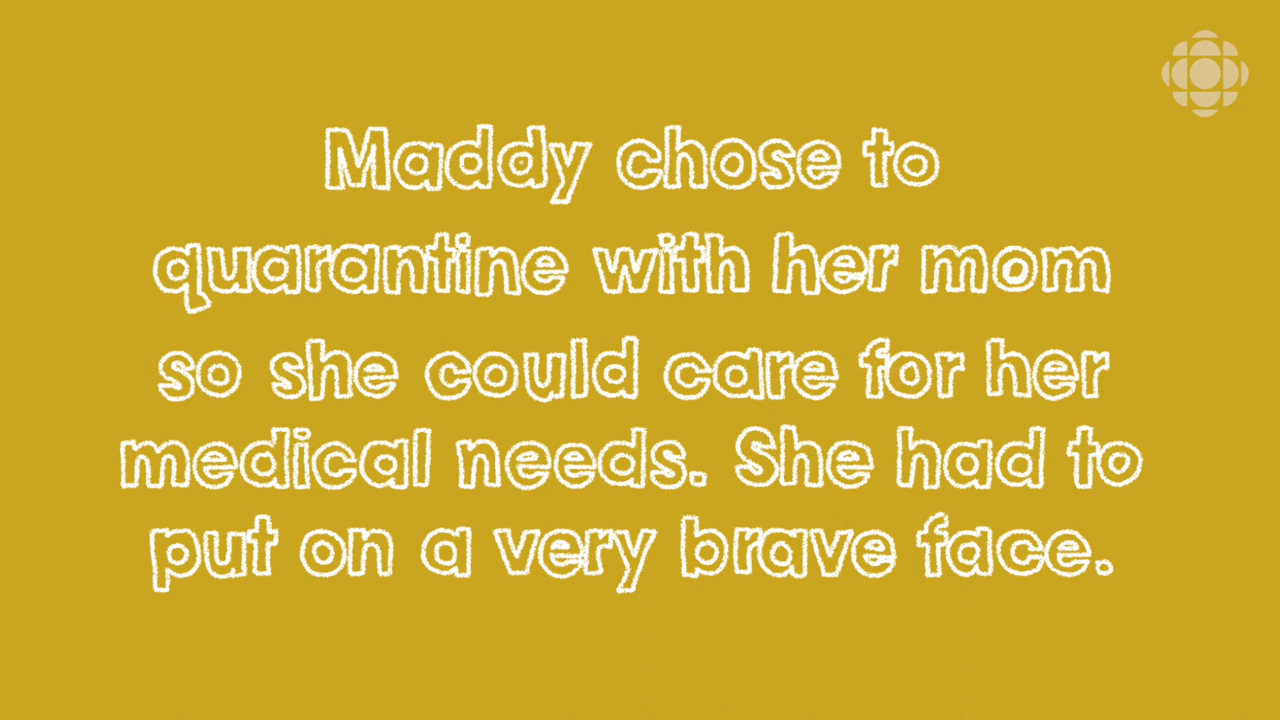 Maddy chose to
quarantine with her mom
so she could care for her
medical needs. She had to
put on a very brave face.